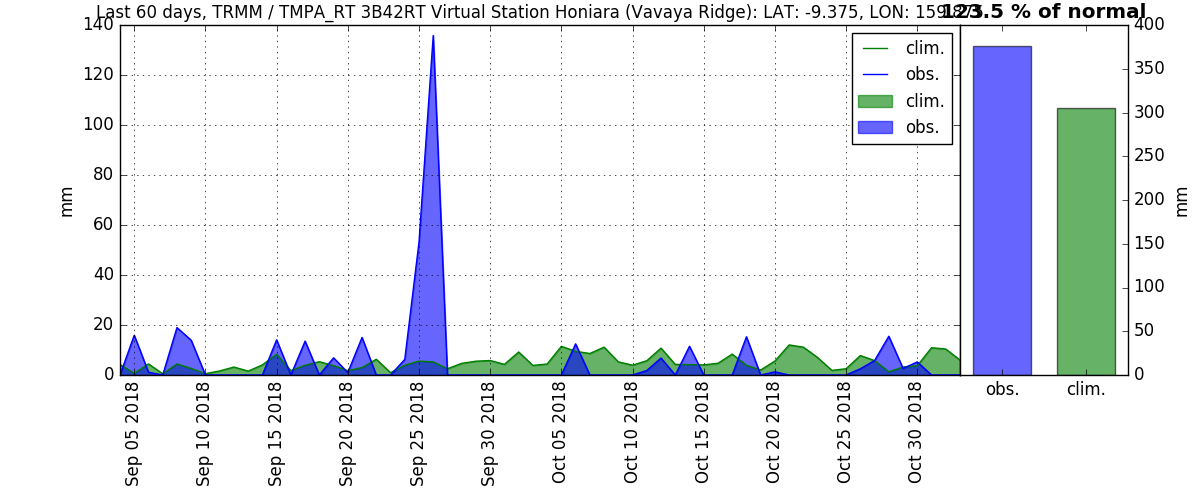 Last 60 days, TRMM / TMPA_RT 3B42RT Virtual Station Honiara (Vavaya Ridge): LAT: -9.375, LON:
123.5 % of normal
140
120
100
80
60
40
20
0
mm
clim.
obs.
clim.
obs.
Sep 05 2018
Sep 10 2018
Sep 15 2018
Sep 20 2018
Sep 25 2018
Sep 30 2018
Oct 05 2018
Oct 10 2018
Oct 15 2018
Oct 20 2018
Oct 25 2018
Oct 30 2018
400
350
300
250
200
150
100
50
0
mm
obs.
clim.